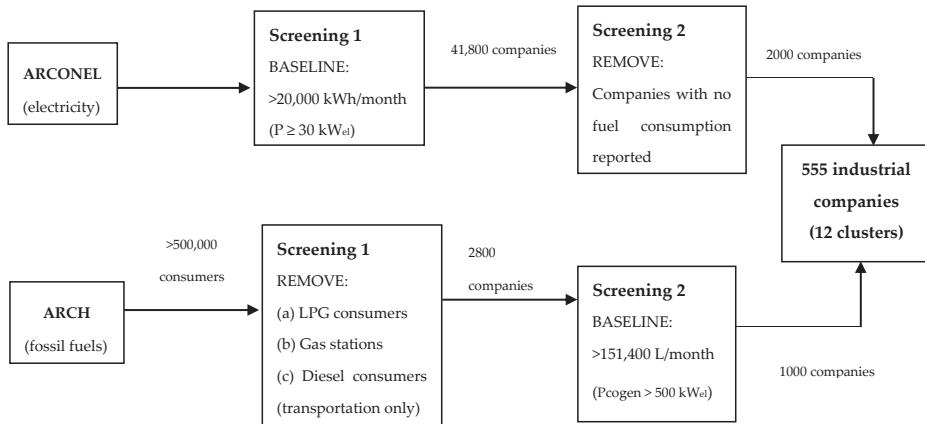 ARCONEL
(electricity)
Screening 1
BASELINE:
>20,000 kWh/month
(P ≥ 30 kWel)
41,800 companies
Screening 2
REMOVE:
Companies with no
fuel consumption
reported
2000 companies
555 industrial
companies
(12 clusters)
ARCH
(fossil fuels)
>500,000
consumers
Screening 1
REMOVE:
(a) LPG consumers
(b) Gas stations
(c) Diesel consumers
(transportation only)
2800
companies
Screening 2
BASELINE:
>151,400 L/month
(Pcogen > 500 kWel)
1000 companies